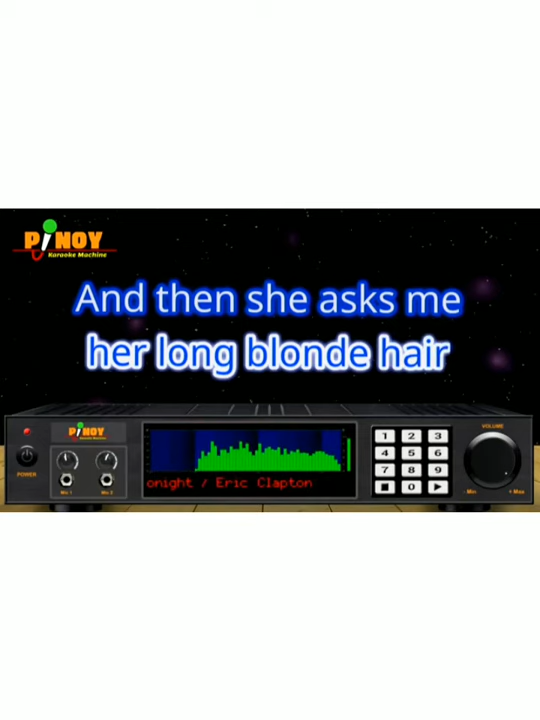 PiNOY
Karaoke Machine
And then she asks me
her long blonde hair
PiNOY
Karaoke Machine
POWER
Mic 1
Mic 2
onight / Eric Clapton
1 2 3
4 5 6
7 8 9
0
VOLUME
- Min
+ Max